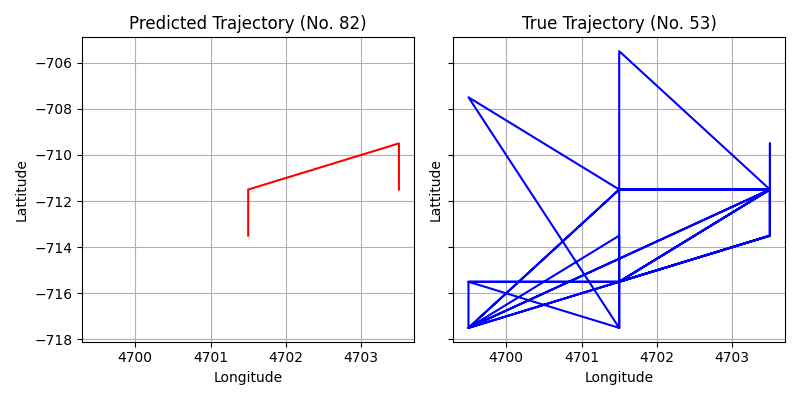 Predicted Trajectory (No. 82)
True Trajectory (No. 53)
Lattitude
−706
−708
−710
−712
−714
−716
−718
4700
4701
4702
4703
Longitude
Lattitude
4700
4701
4702
4703
Longitude